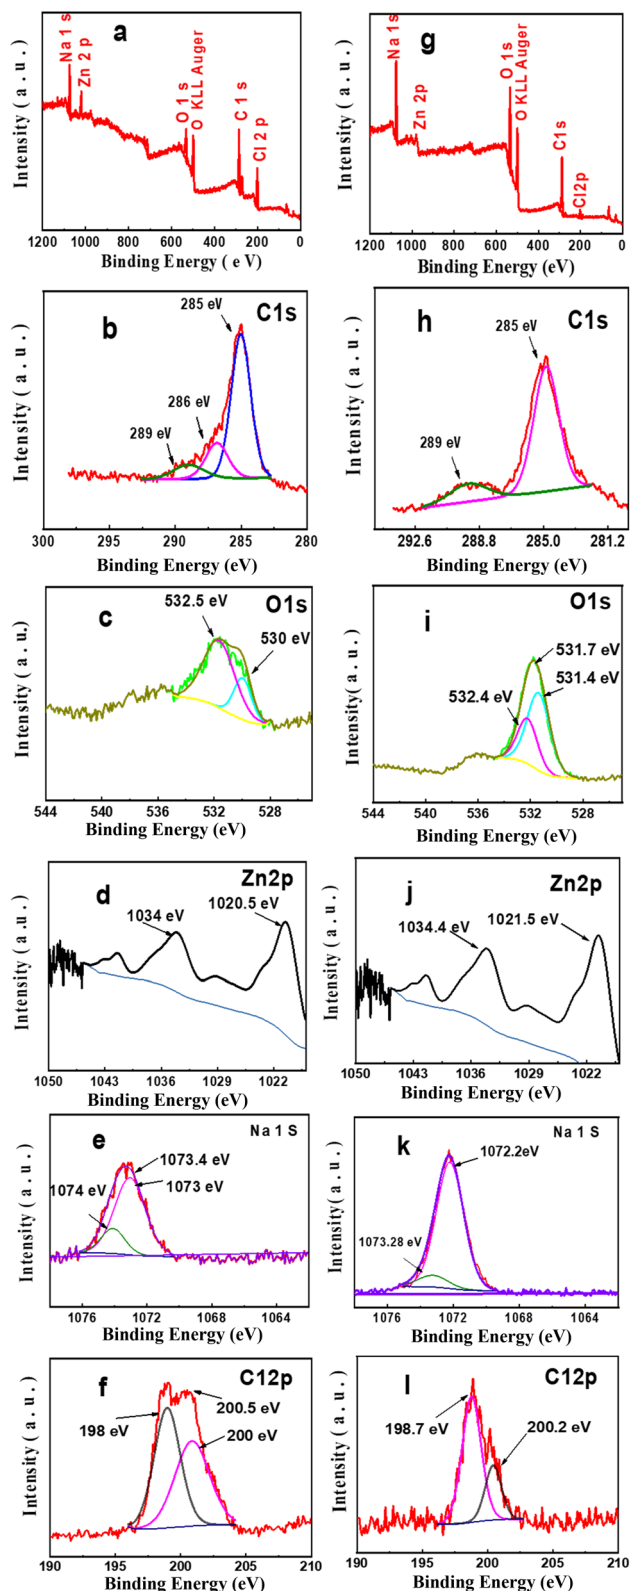 a
Na 1 s
Zn 2 p
O 1 s
O KLL Auger
C 1 s
Cl 2 p
Intensity ( a . u . )
1200 1000 800 600 400 200 0
Binding Energy ( e V)
g
Na 1s
Zn 2p
O 1s
O KLL Auger
C1s
Cl2p
Intensity ( a . u . )
1200 1000 800 600 400 200 0
Binding Energy (eV)
b
C1s
285 eV
286 eV
289 eV
Intensity ( a . u . )
300 295 290 285 280
Binding Energy (eV)
h
C1s
285 eV
289 eV
Intensity ( a . u . )
292.6 288.8 285.0 281.2
Binding Energy (eV)
c
O1s
532.5 eV
530 eV
Intensity ( a. u.)
544 540 536 532 528
Binding Energy (eV)
i
O1s
531.7 eV
531.4 eV
532.4 eV
Intensity( a. u. )
544 540 536 532 528
Binding Energy (eV)
d
Zn2p
1034 eV
1020.5 eV
Intensity ( a .u . )
1050 1043 1036 1029 1022
Binding Energy (eV)
j
Zn2p
1034.4 eV
1021.5 eV
Intensity ( a . u . )
1050 1043 1036 1029 1022
Binding Energy (eV)
e
Na 1 S
1073.4 eV
1073 eV
1074 eV
Intensity ( a . u . )
1076 1072 1068 1064
Binding Energy (eV)
k
Na 1 S
1072.2eV
1073.28 eV
Intensity( a . u . )
1076 1072 1068 1064
Binding Energy (eV)
f
C12p
200.5 eV
198 eV
200 eV
Intensity ( a . u . )
190 195 200 205 210
Binding Energy (eV)
l
C12p
198.7 eV
200.2 eV
Intensity ( a . u . )
190 195 200 205 210
Binding Energy (eV)